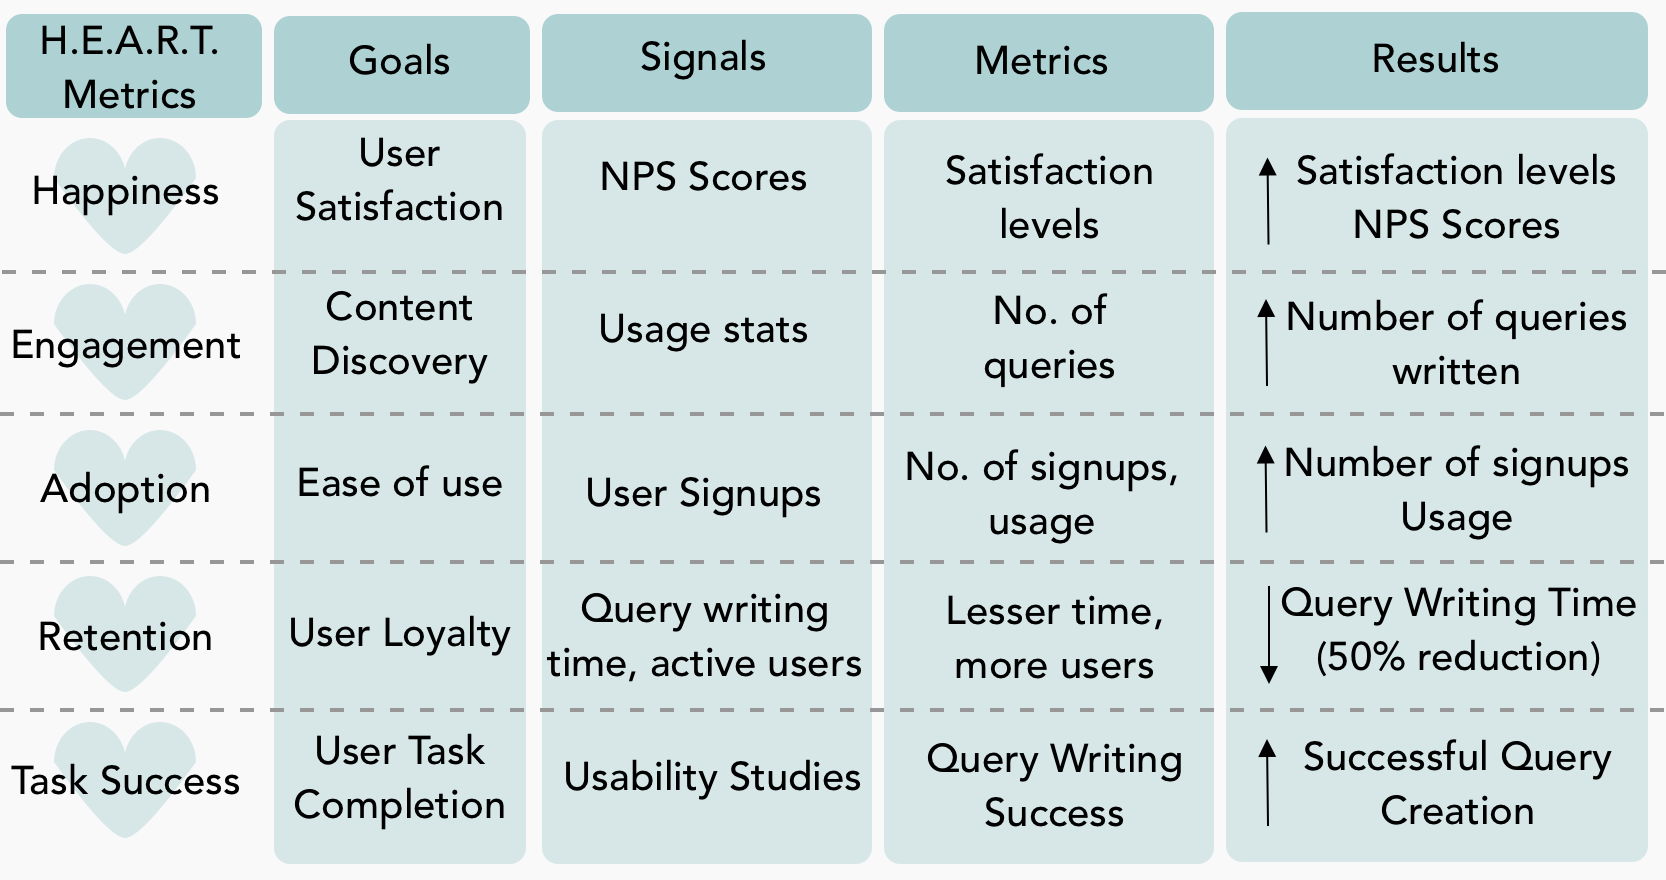 H.E.A.R.T.
Metrics
Goals
Signals
Metrics
Results
Happiness
User
Satisfaction
NPS Scores
Satisfaction
levels
Satisfaction levels
NPS Scores
Engagement
Content
Discovery
Usage stats
No. of
queries
Number of queries
written
Adoption
Ease of use
User Signups
No. of signups,
usage
Number of signups
Usage
Retention
User Loyalty
Query writing
time, active users
Lesser time,
more users
Query Writing Time
(50% reduction)
Task Success
User Task
Completion
Usability Studies
Query Writing
Success
Successful Query
Creation